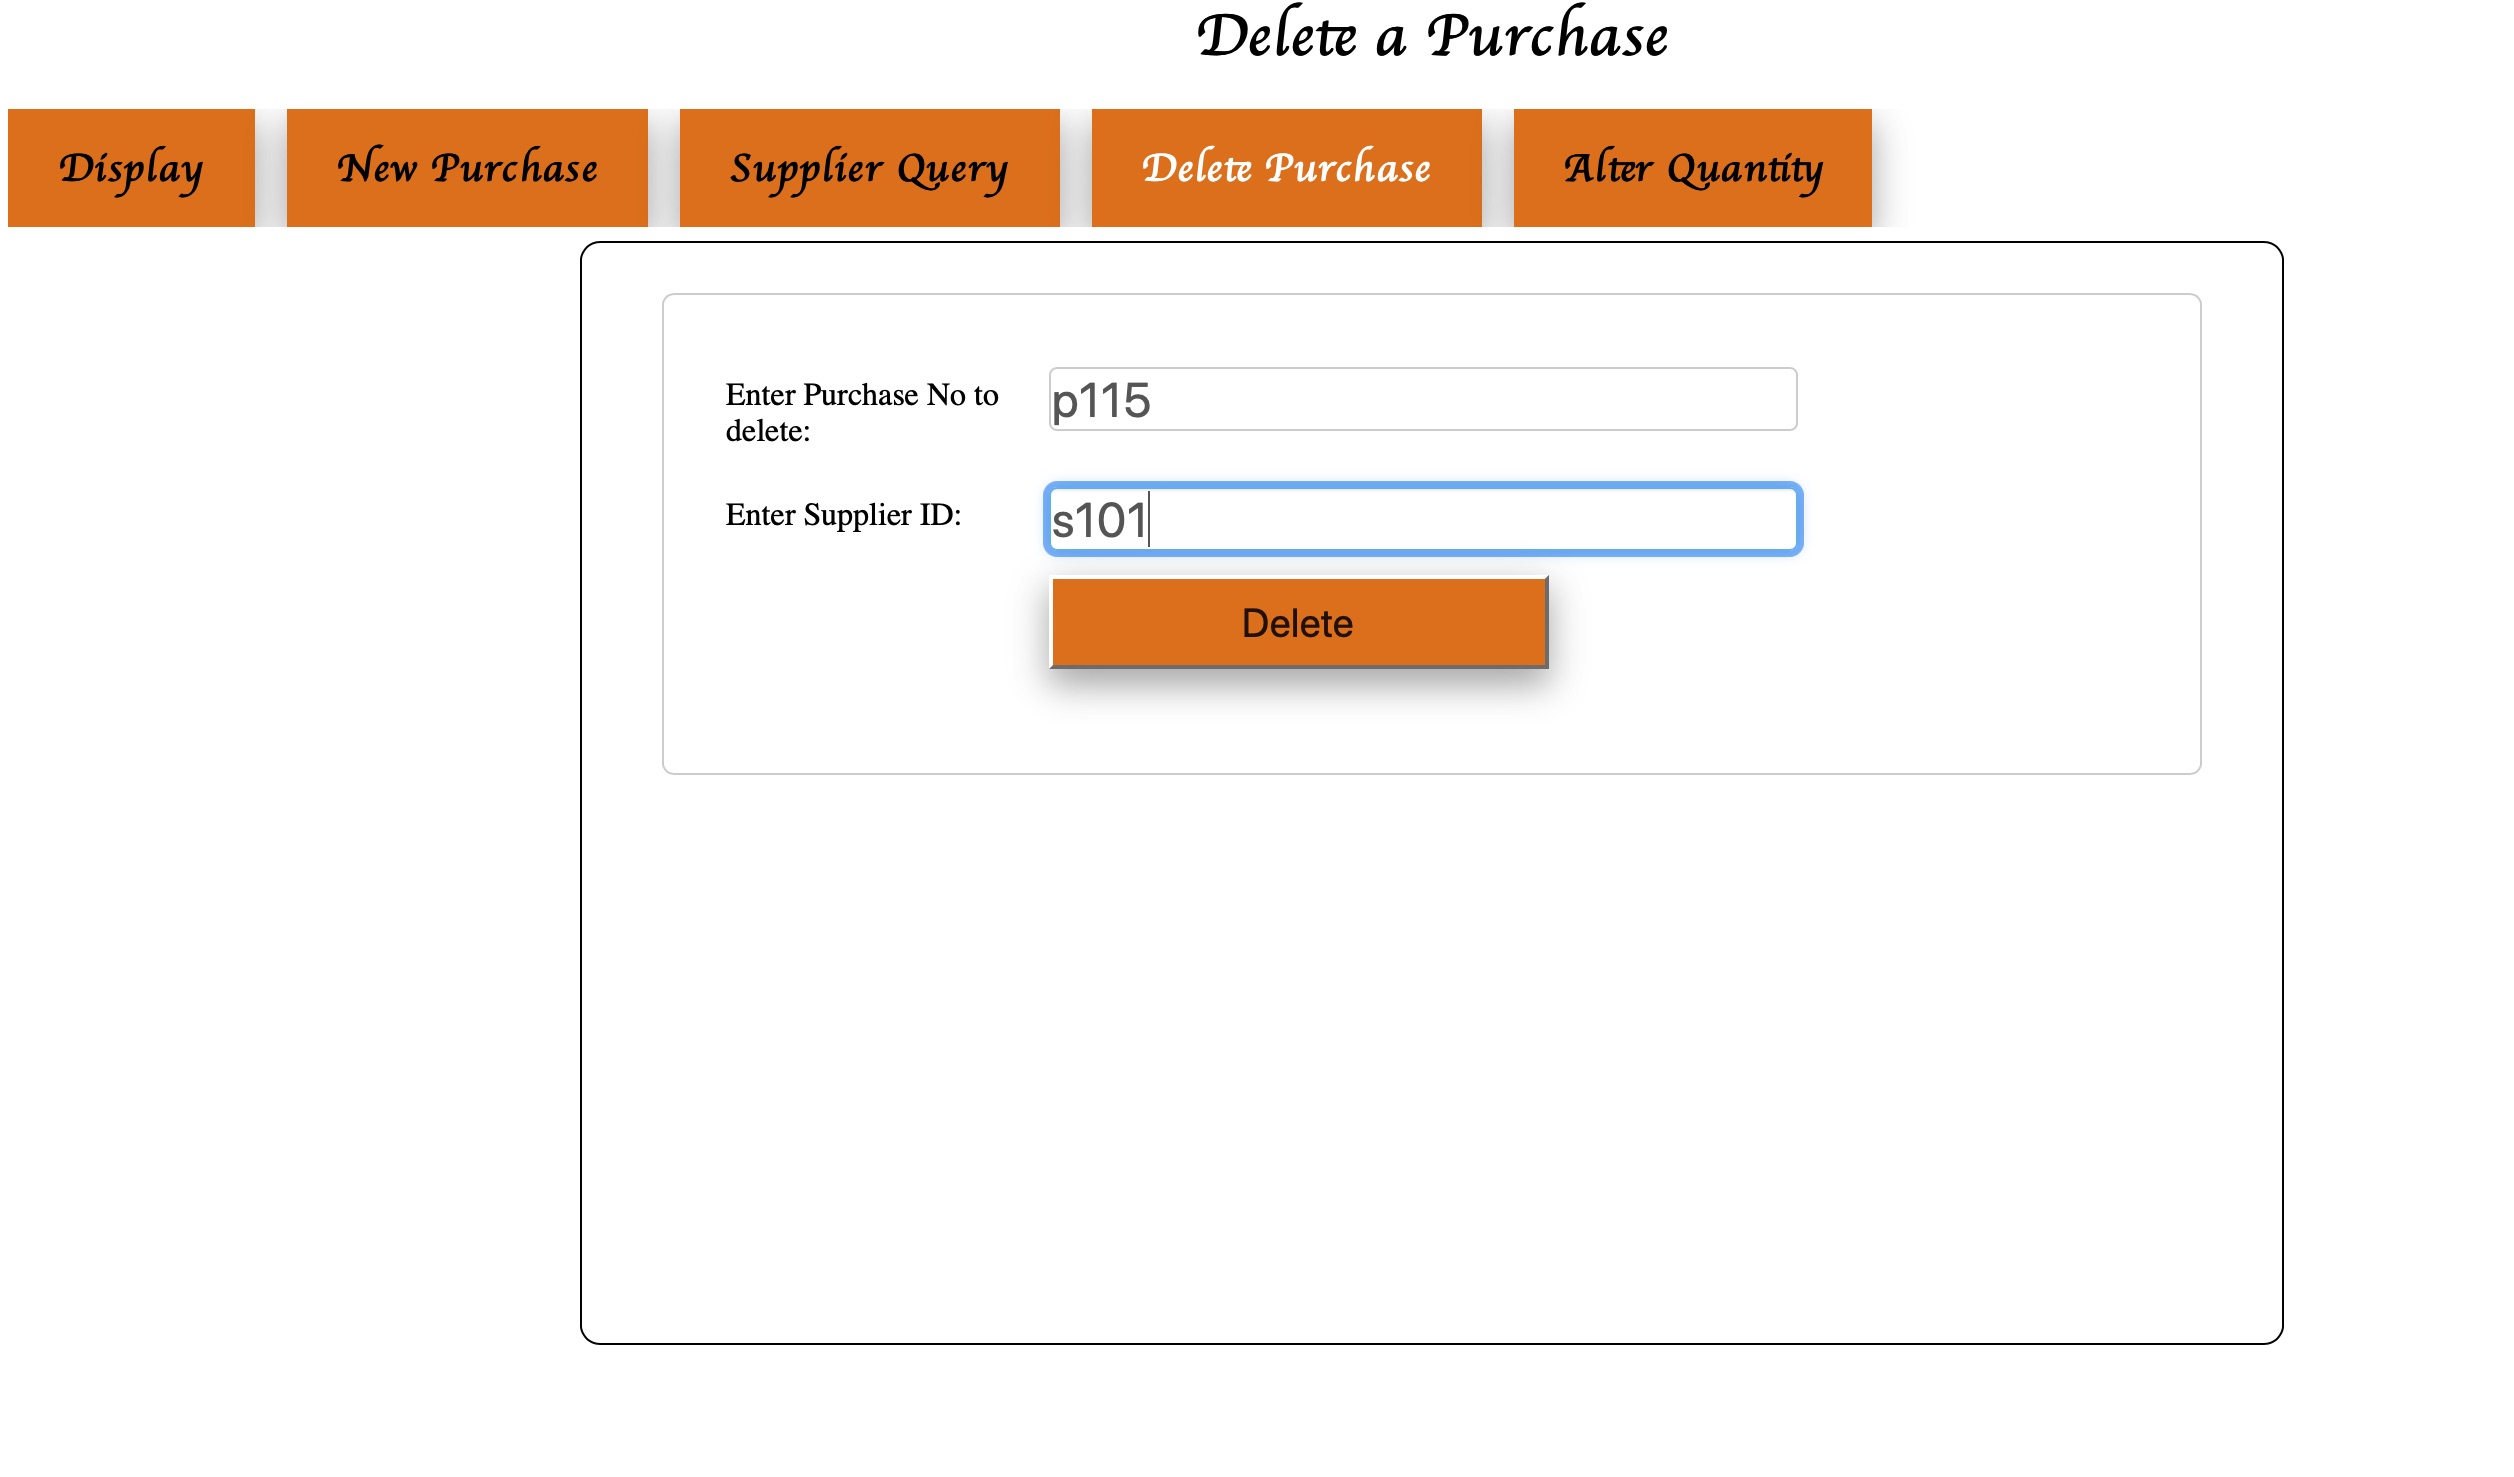 Delete a Purchase
Display New Purchase Supplier Query Delete Purchase Alter Quantity
Enter Purchase No to
delete:
p115
Enter Supplier ID:
s101
Delete